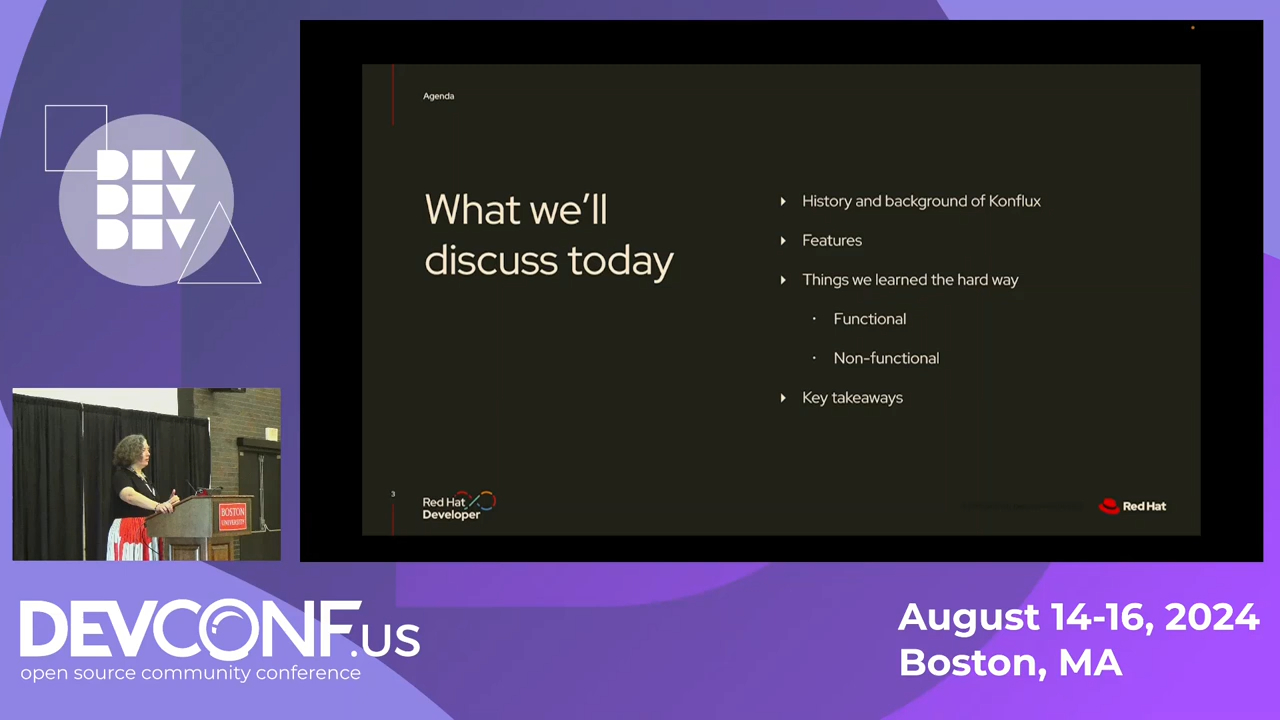 Agenda
What we'll
discuss today
History and background of Konflux
Features
Things we learned the hard way
Functional
Non-functional
Key takeaways
3
Red Hat
Developer
Red Hat
DEV
DEV
DEV
BOSTON
UNIVERSITY
DEVCONF.US
open source community conference
August 14-16, 2024
Boston, MA